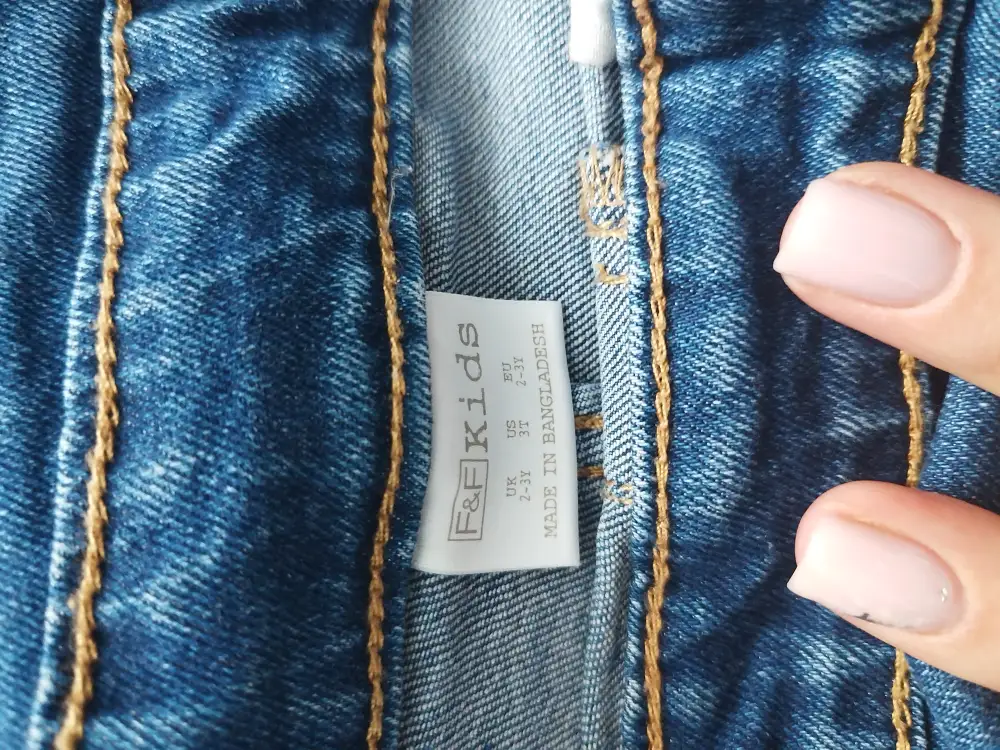 F&F Kids
UK US EU
2-3Y 3T 2-3Y
MADE IN BANGLADESH